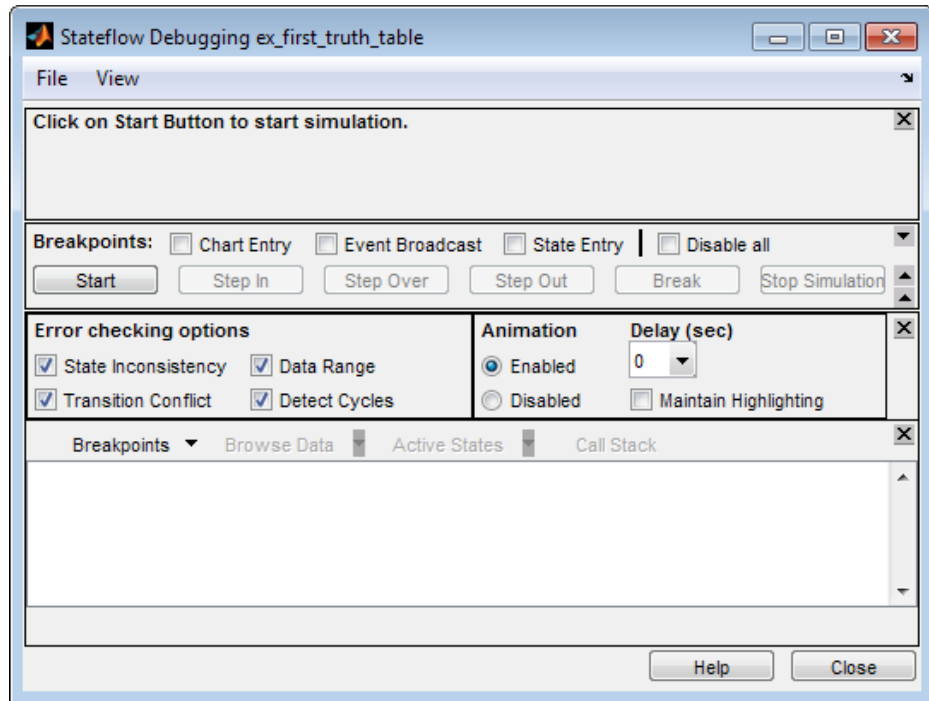 Stateflow Debugging ex_first_truth_table
File View
Click on Start Button to start simulation.
Breakpoints: Chart Entry Event Broadcast State Entry Disable all
Start Step In Step Over Step Out Break Stop Simulation
Error checking options Animation Delay (sec)
State Inconsistency Data Range Enabled 0
Transition Conflict Detect Cycles Disabled Maintain Highlighting
Breakpoints Browse Data Active States Call Stack
Help Close